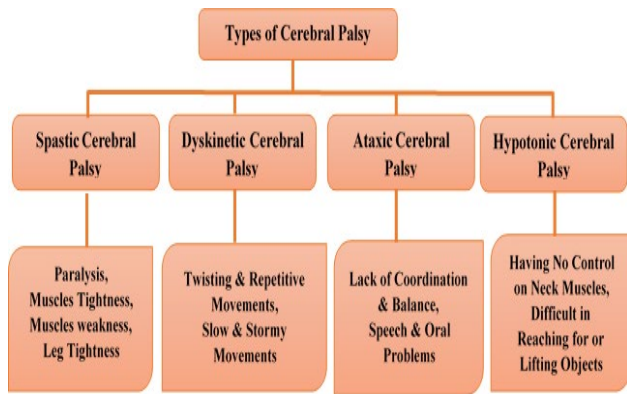 Types of Cerebral Palsy
Spastic Cerebral
Palsy
Dyskinetic Cerebral
Palsy
Ataxic Cerebral
Palsy
Hypotonic Cerebral
Palsy
Paralysis,
Muscles Tightness,
Muscles weakness,
Leg Tightness
Twisting & Repetitive
Movements,
Slow & Stormy
Movements
Lack of Coordination
& Balance,
Speech & Oral
Problems
Having No Control
on Neck Muscles,
Difficult in
Reaching for or
Lifting Objects